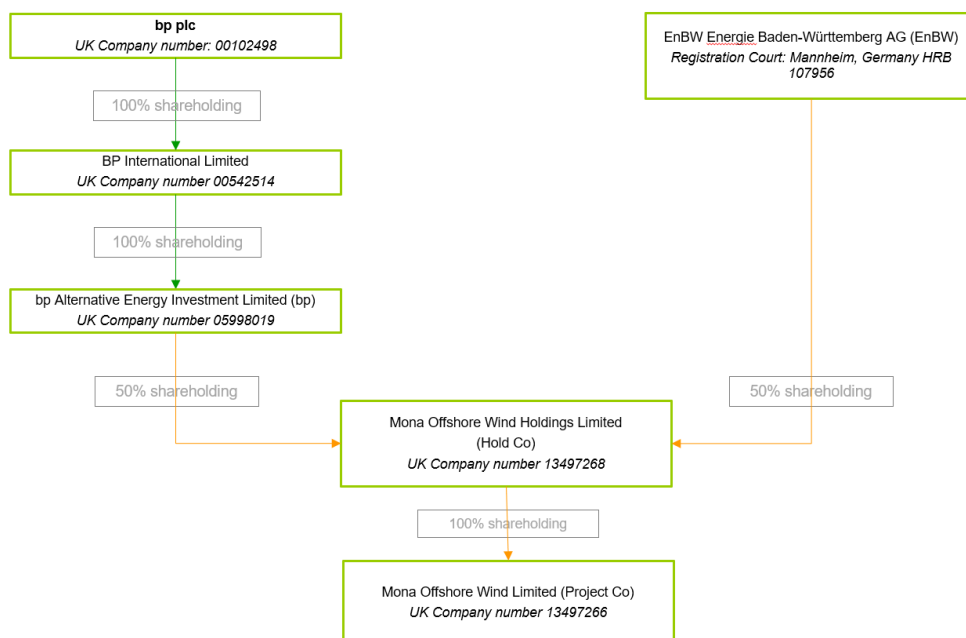 bp plc
UK Company number: 00102498
EnBW Energie Baden-Württemberg AG (EnBW)
Registration Court: Mannheim, Germany HRB
107956
100% shareholding
BP International Limited
UK Company number 00542514
100% shareholding
bp Alternative Energy Investment Limited (bp)
UK Company number 05998019
50% shareholding
50% shareholding
Mona Offshore Wind Holdings Limited
(Hold Co)
UK Company number 13497268
100% shareholding
Mona Offshore Wind Limited (Project Co)
UK Company number 13497266